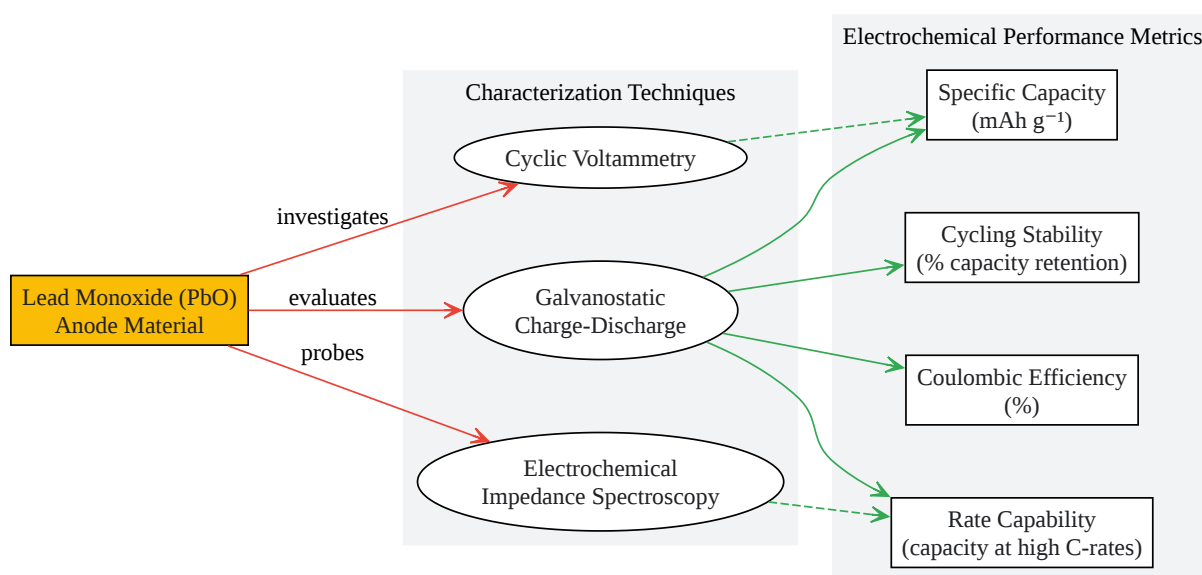 Electrochemical Performance Metrics
Characterization Techniques
Specific Capacity
(mAh g⁻¹)
Cyclic Voltammetry
investigates
Cycling Stability
(% capacity retention)
Lead Monoxide (PbO)
Anode Material
evaluates
Galvanostatic
Charge-Discharge
probes
Coulombic Efficiency
(%)
Electrochemical
Impedance Spectroscopy
Rate Capability
(capacity at high C-rates)